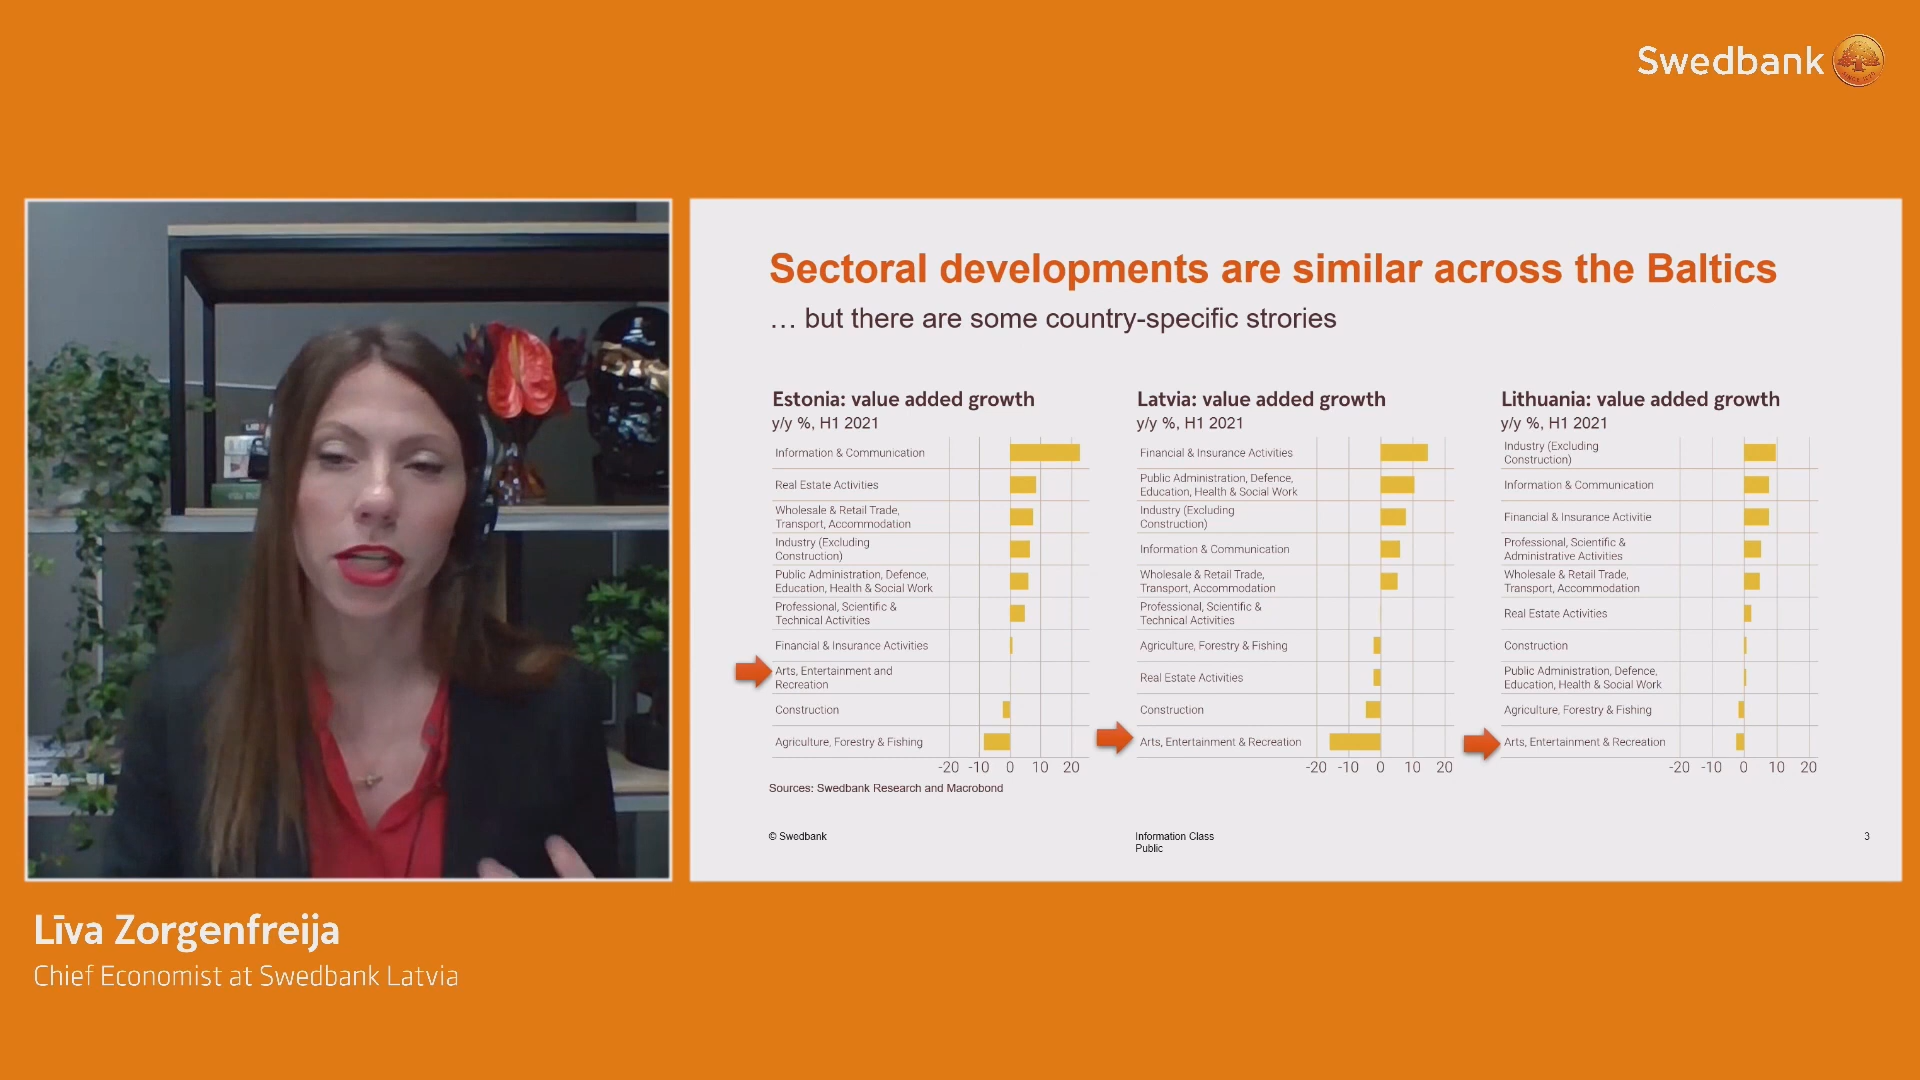 Swedbank
Sectoral developments are similar across the Baltics
… but there are some country-specific strories
Estonia: value added growth
y/y %, H1 2021
Information & Communication
Real Estate Activities
Wholesale & Retail Trade,
Transport, Accommodation
Industry (Excluding
Construction)
Public Administration, Defence,
Education, Health & Social Work
Professional, Scientific &
Technical Activities
Financial & Insurance Activities
Arts, Entertainment and
Recreation
Construction
Agriculture, Forestry & Fishing
-20 -10 0 10 20
Latvia: value added growth
y/y %, H1 2021
Financial & Insurance Activities
Public Administration, Defence,
Education, Health & Social Work
Industry (Excluding
Construction)
Information & Communication
Wholesale & Retail Trade,
Transport, Accommodation
Professional, Scientific &
Technical Activities
Agriculture, Forestry & Fishing
Real Estate Activities
Construction
Arts, Entertainment & Recreation
-20 -10 0 10 20
Lithuania: value added growth
y/y %, H1 2021
Industry (Excluding
Construction)
Information & Communication
Financial & Insurance Activitie
Professional, Scientific &
Administrative Activities
Wholesale & Retail Trade,
Transport, Accommodation
Real Estate Activities
Construction
Public Administration, Defence,
Education, Health & Social Work
Agriculture, Forestry & Fishing
Arts, Entertainment & Recreation
-20 -10 0 10 20
Sources: Swedbank Research and Macrobond
© Swedbank
Information Class
Public
3
Līva Zorgenfreija
Chief Economist at Swedbank Latvia